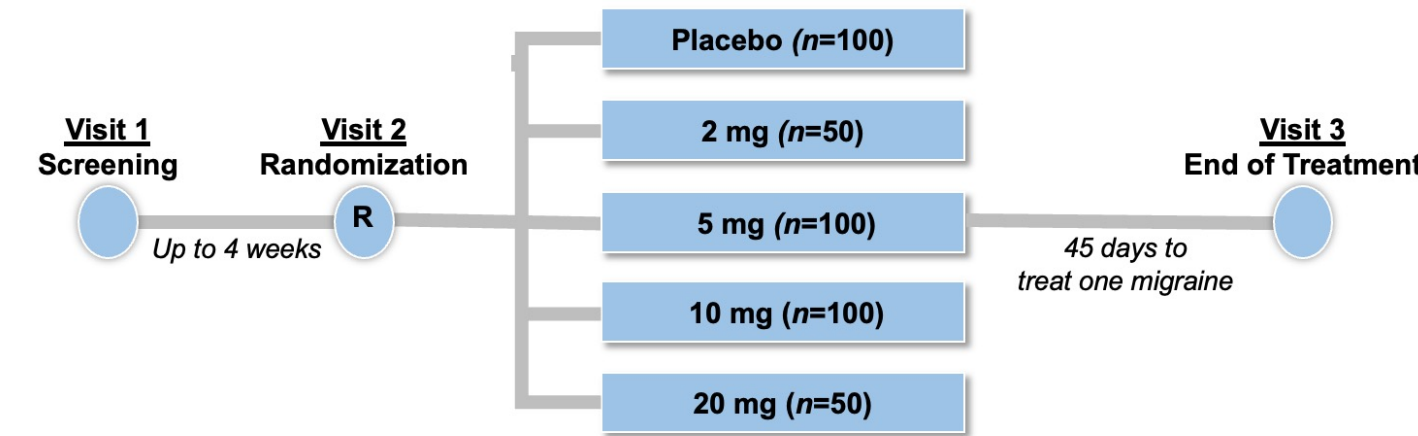 Visit 1
Screening
Up to 4 weeks
Visit 2
Randomization
R
Placebo (n=100)
2 mg (n=50)
5 mg (n=100)
10 mg (n=100)
20 mg (n=50)
45 days to
treat one migraine
Visit 3
End of Treatment